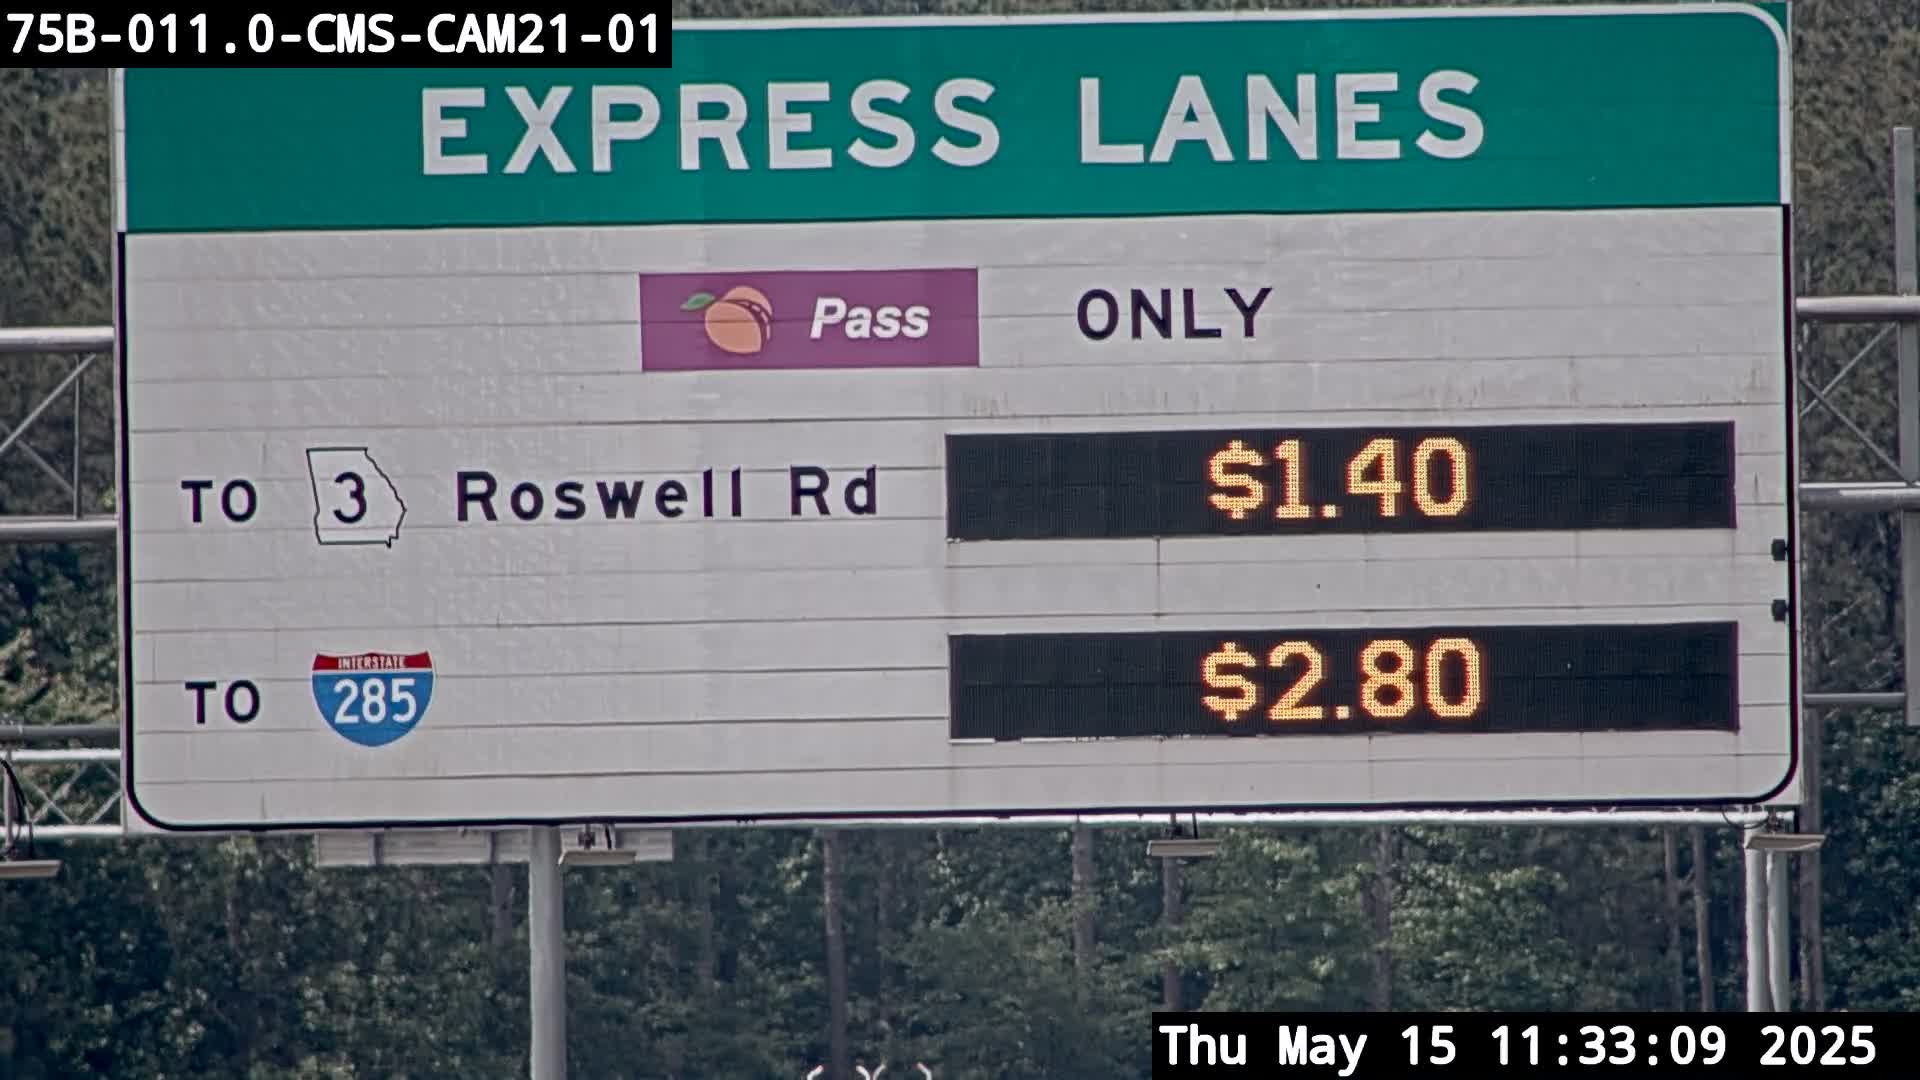 75B-011.0-CMS-CAM21-01
EXPRESS LANES
Pass ONLY
TO 3 Roswell Rd $1.40
INTERSTATE
TO 285 $2.80
Thu May 15 11:33:09 2025